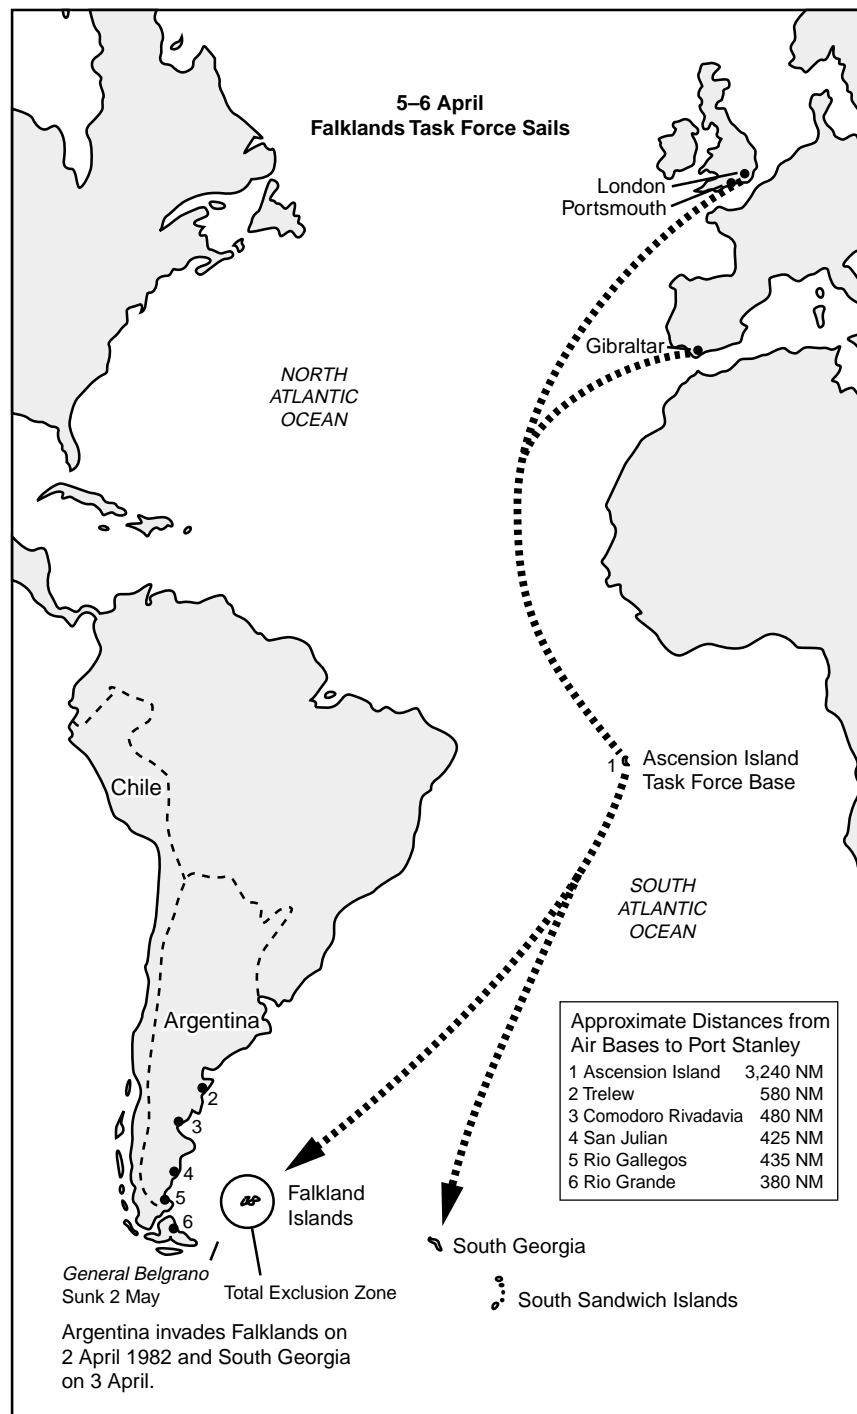 5–6 April
Falklands Task Force Sails
London
Portsmouth
Gibraltar
NORTH
ATLANTIC
OCEAN
1
Ascension Island
Task Force Base
Chile
SOUTH
ATLANTIC
OCEAN
Argentina
Approximate Distances from
Air Bases to Port Stanley
1 Ascension Island 3,240 NM
2 Trelew 580 NM
3 Comodoro Rivadavia 480 NM
4 San Julian 425 NM
5 Rio Gallegos 435 NM
6 Rio Grande 380 NM
2
3
4
5
6
Falkland
Islands
South Georgia
General Belgrano
Sunk 2 May
Total Exclusion Zone
South Sandwich Islands
Argentina invades Falklands on
2 April 1982 and South Georgia
on 3 April.